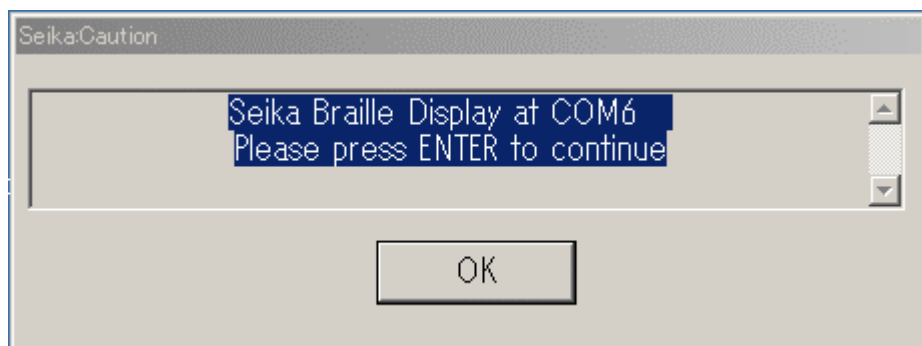 Seika:Caution
Seika Braille Display at COM6
Please press ENTER to continue
OK